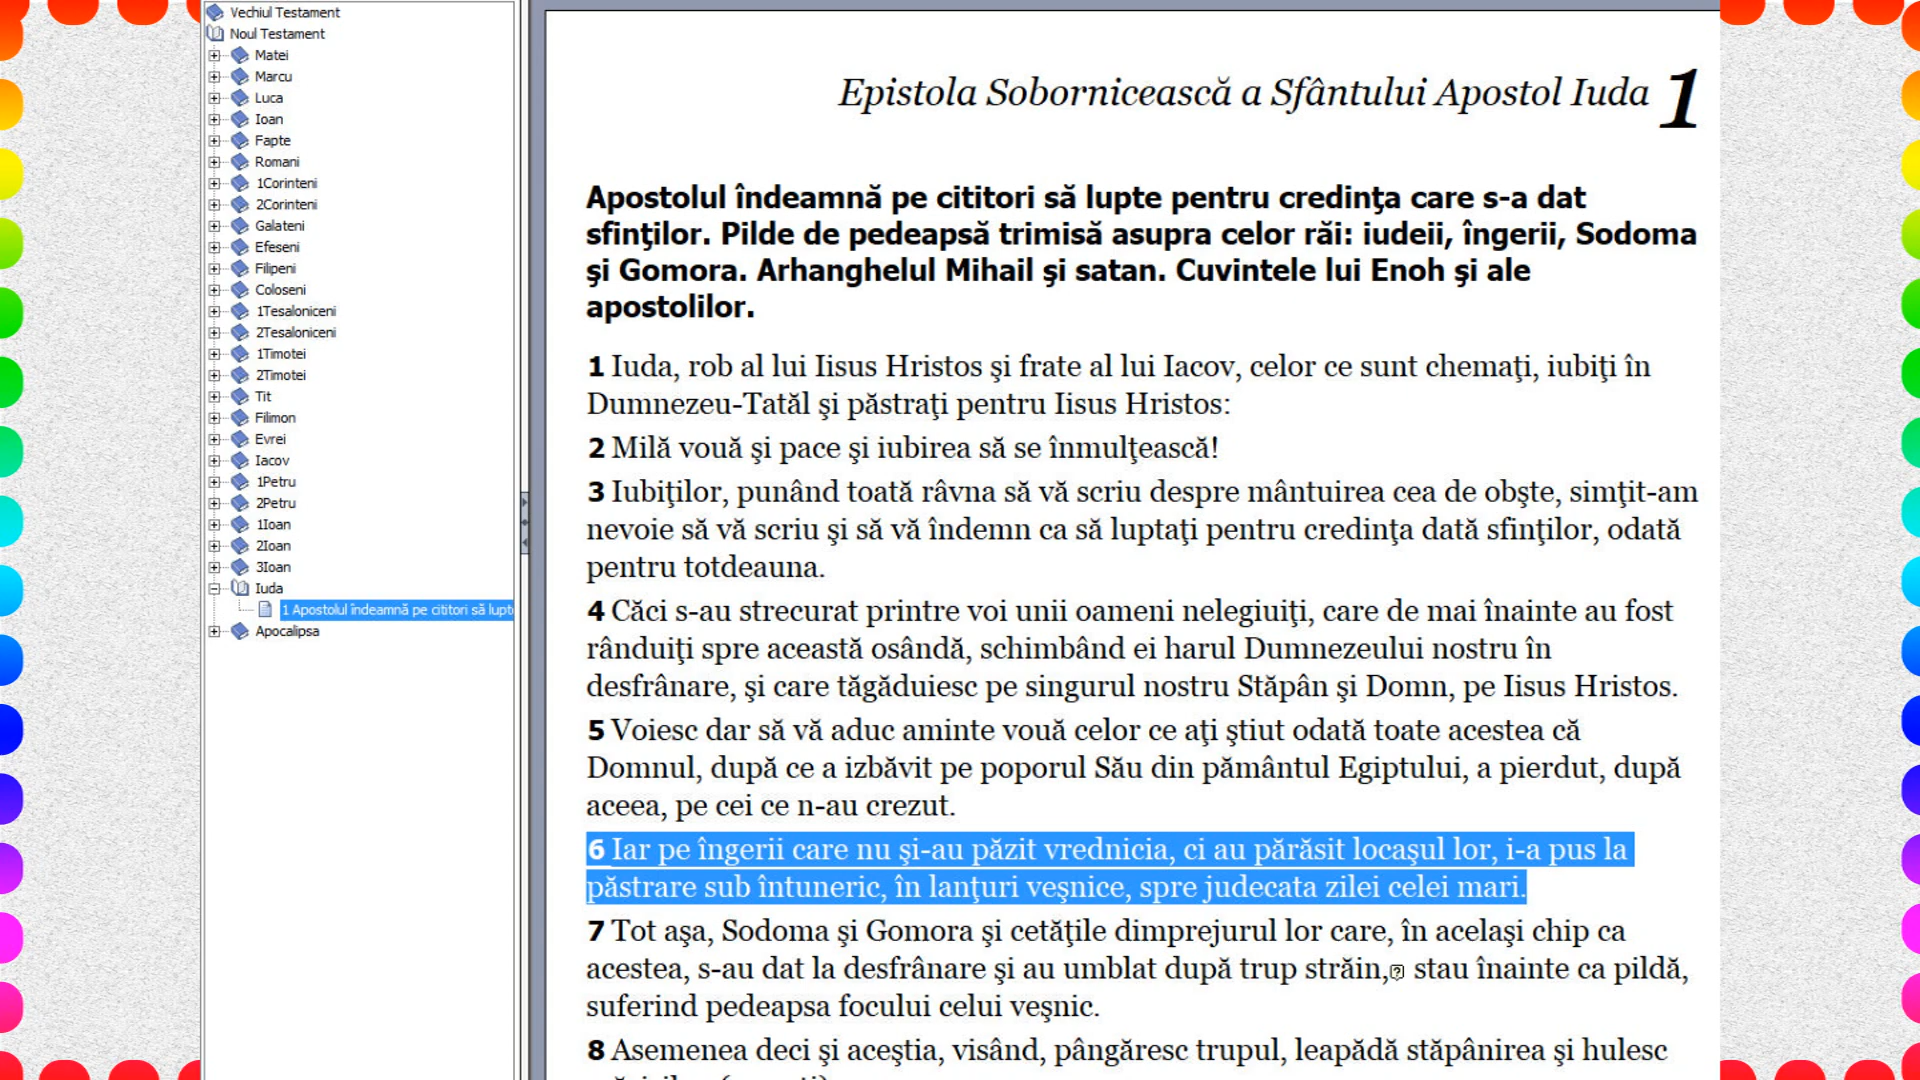 Vechiul Testament
Noul Testament
Matei
Marcu
Luca
Ioan
Fapte
Romani
1Corinteni
2Corinteni
Galateni
Efeseni
Filipeni
Coloseni
1Tesaloniceni
2Tesaloniceni
1Timotei
2Timotei
Tit
Filimon
Evrei
Iacov
1Petru
2Petru
1Ioan
2Ioan
3Ioan
Iuda
1 Apostolul îndeamnă pe cititori să lupt
Apocalipsa
Epistola Sobornicească a Sfântului Apostol Iuda 1
Apostolul îndeamnă pe cititori să lupte pentru credinţa care s-a dat
sfinţilor. Pilde de pedeapsă trimisă asupra celor răi: iudeii, îngerii, Sodoma
şi Gomora. Arhanghelul Mihail şi satan. Cuvintele lui Enoh şi ale
apostolilor.
1 Iuda, rob al lui Iisus Hristos şi frate al lui Iacov, celor ce sunt chemaţi, iubiţi în
Dumnezeu-Tatăl şi păstraţi pentru Iisus Hristos:
2 Milă vouă şi pace şi iubirea să se înmulţească!
3 Iubiţilor, punând toată râvna să vă scriu despre mântuirea cea de obşte, simţit-am
nevoie să vă scriu şi să vă îndemn ca să luptaţi pentru credinţa dată sfinţilor, odată
pentru totdeauna.
4 Căci s-au strecurat printre voi unii oameni nelegiuiţi, care de mai înainte au fost
rânduiţi spre această osândă, schimbând ei harul Dumnezeului nostru în
desfrânare, şi care tăgăduiesc pe singurul nostru Stăpân şi Domn, pe Iisus Hristos.
5 Voiesc dar să vă aduc aminte vouă celor ce aţi ştiut odată toate acestea că
Domnul, după ce a izbăvit pe poporul Său din pământul Egiptului, a pierdut, după
aceea, pe cei ce n-au crezut.
6 Iar pe îngerii care nu şi-au păzit vrednicia, ci au părăsit locaşul lor, i-a pus la
păstrare sub întuneric, în lanţuri veşnice, spre judecata zilei celei mari.
7 Tot aşa, Sodoma şi Gomora şi cetăţile dimprejurul lor care, în acelaşi chip ca
acestea, s-au dat la desfrânare şi au umblat după trup străin, stau înainte ca pildă,
suferind pedeapsa focului celui veşnic.
8 Asemenea deci şi aceştia, visând, pângăresc trupul, leapădă stăpânirea şi hulesc